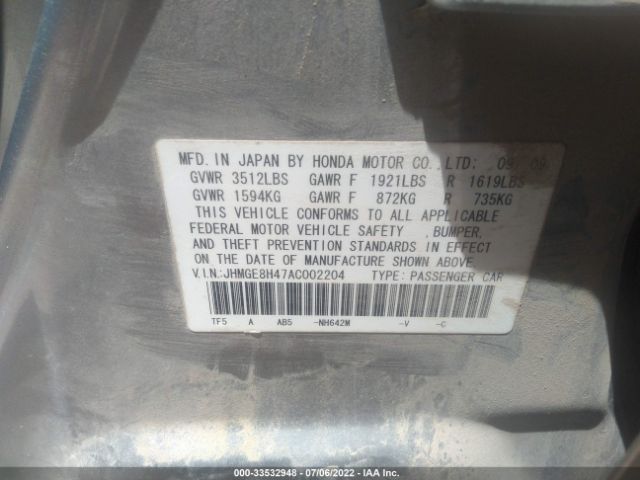 MFD. IN JAPAN BY HONDA MOTOR CO., LTD: 09/09
GVWR 3512LBS GAWR F 1921LBS R 1619LBS
GVWR 1594KG GAWR F 872KG R 735KG
THIS VEHICLE CONFORMS TO ALL APPLICABLE
FEDERAL MOTOR VEHICLE SAFETY ,BUMPER,
AND THEFT PREVENTION STANDARDS IN EFFECT
ON THE DATE OF MANUFACTURE SHOWN ABOVE.
V.I.N.:JHMGE8H47AC002204 TYPE: PASSENGER CAR
TF5 A AB5 -NH642M -V -C
000-33532948 - 07/06/2022 - IAA Inc.